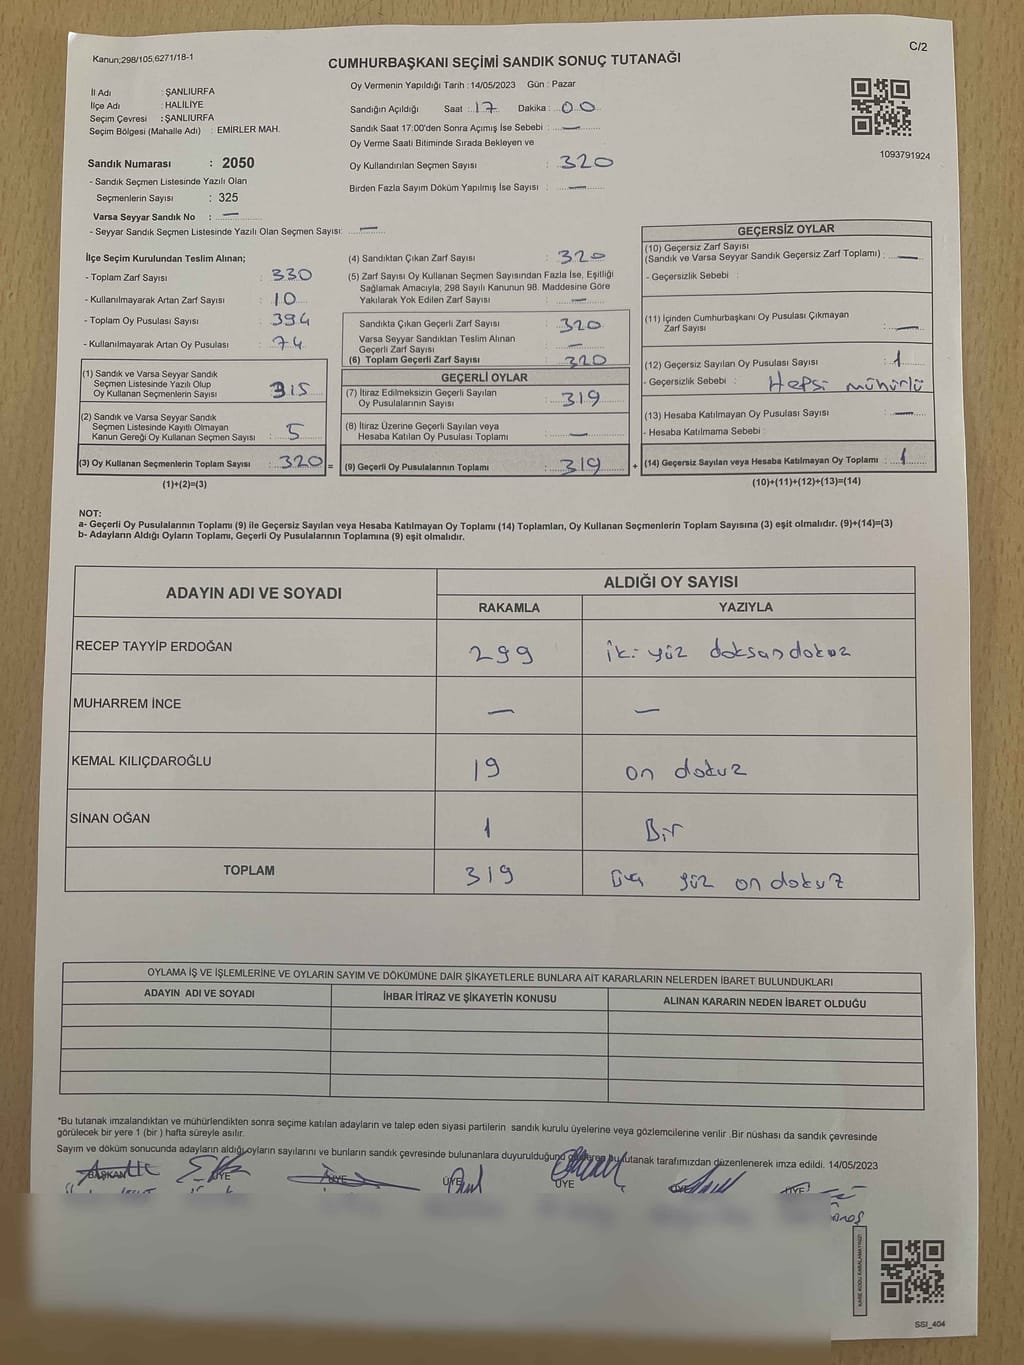 Kanun;298/105,6271/18-1
C/2
CUMHURBAŞKANI SEÇİMİ SANDIK SONUÇ TUTANAĞI
İl Adı : ŞANLIURFA
İlçe Adı : HALİLİYE
Seçim Çevresi : ŞANLIURFA
Seçim Bölgesi (Mahalle Adı) : EMİRLER MAH.
Sandık Numarası : 2050
- Sandık Seçmen Listesinde Yazılı Olan
Seçmenlerin Sayısı : 325
Varsa Seyyar Sandık No : —
- Seyyar Sandık Seçmen Listesinde Yazılı Olan Seçmen Sayısı: —
Oy Vermenin Yapıldığı Tarih : 14/05/2023 Gün : Pazar
Sandığın Açıldığı Saat : 17 Dakika : 00
Sandık Saat 17:00'den Sonra Açımış İse Sebebi : —
Oy Verme Saati Bitiminde Sırada Bekleyen ve
Oy Kullandırılan Seçmen Sayısı : 320
Birden Fazla Sayım Döküm Yapılmış İse Sayısı : —
1093791924
İlçe Seçim Kurulundan Teslim Alınan;
- Toplam Zarf Sayısı : 330
- Kullanılmayarak Artan Zarf Sayısı : 10
- Toplam Oy Pusulası Sayısı : 394
- Kullanılmayarak Artan Oy Pusulası : 74
(1) Sandık ve Varsa Seyyar Sandık
Seçmen Listesinde Yazılı Olup
Oy Kullanan Seçmenlerin Sayısı : 315
(2) Sandık ve Varsa Seyyar Sandık
Seçmen Listesinde Kayıtlı Olmayan
Kanun Gereği Oy Kullanan Seçmen Sayısı : 5
(3) Oy Kullanan Seçmenlerin Toplam Sayısı : 320
(1)+(2)=(3)
(4) Sandıktan Çıkan Zarf Sayısı : 320
(5) Zarf Sayısı Oy Kullanan Seçmen Sayısından Fazla İse, Eşitliği
Sağlamak Amacıyla, 298 Sayılı Kanunun 98. Maddesine Göre
Yakılarak Yok Edilen Zarf Sayısı : —
Sandıkta Çıkan Geçerli Zarf Sayısı : 320
Varsa Seyyar Sandıktan Teslim Alınan
Geçerli Zarf Sayısı : —
(6) Toplam Geçerli Zarf Sayısı : 320
GEÇERLİ OYLAR
(7) İtiraz Edilmeksizin Geçerli Sayılan
Oy Pusulalarının Sayısı : 319
(8) İtiraz Üzerine Geçerli Sayılan veya
Hesaba Katılan Oy Pusulası Toplamı : —
= (9) Geçerli Oy Pusulalarının Toplamı : 319 +
GEÇERSİZ OYLAR
(10) Geçersiz Zarf Sayısı
(Sandık ve Varsa Seyyar Sandık Geçersiz Zarf Toplamı) : —
- Geçersizlik Sebebi :
(11) İçinden Cumhurbaşkanı Oy Pusulası Çıkmayan
Zarf Sayısı : —
(12) Geçersiz Sayılan Oy Pusulası Sayısı : 1
- Geçersizlik Sebebi : Hepsi mühürlü
(13) Hesaba Katılmayan Oy Pusulası Sayısı : —
- Hesaba Katılmama Sebebi :
(14) Geçersiz Sayılan veya Hesaba Katılmayan Oy Toplamı : 1
(10)+(11)+(12)+(13)=(14)
NOT:
a- Geçerli Oy Pusulalarının Toplamı (9) ile Geçersiz Sayılan veya Hesaba Katılmayan Oy Toplamı (14) Toplamları, Oy Kullanan Seçmenlerin Toplam Sayısına (3) eşit olmalıdır. (9)+(14)=(3)
b- Adayların Aldığı Oyların Toplamı, Geçerli Oy Pusulalarının Toplamına (9) eşit olmalıdır.
ADAYIN ADI VE SOYADI ALDIĞI OY SAYISI
RAKAMLA YAZIYLA
RECEP TAYYİP ERDOĞAN 299 iki yüz doksan dokuz
MUHARREM İNCE — —
KEMAL KILIÇDAROĞLU 19 on dokuz
SİNAN OĞAN 1 Bir
TOPLAM 319 üç yüz on dokuz
OYLAMA İŞ VE İŞLEMLERİNE VE OYLARIN SAYIM VE DÖKÜMÜNE DAİR ŞİKAYETLERLE BUNLARA AİT KARARLARIN NELERDEN İBARET BULUNDUKLARI
ADAYIN ADI VE SOYADI İHBAR İTİRAZ VE ŞİKAYETİN KONUSU ALINAN KARARIN NEDEN İBARET OLDUĞU
*Bu tutanak imzalandıktan ve mühürlendikten sonra seçime katılan adayların ve talep eden siyasi partilerin sandık kurulu üyelerine veya gözlemcilerine verilir .Bir nüshası da sandık çevresinde
görülecek bir yere 1 (bir ) hafta süreyle asılır.
Sayım ve döküm sonucunda adayların aldığı oyların sayılarını ve bunların sandık çevresinde bulunanlara duyurulduğunu bu tutanak tarafımızdan düzenlenerek imza edildi. 14/05/2023
BAŞKAN ÜYE ÜYE ÜYE ÜYE ÜYE ÜYE
KARE KODU KARALAMAYINIZ!
SSI_404